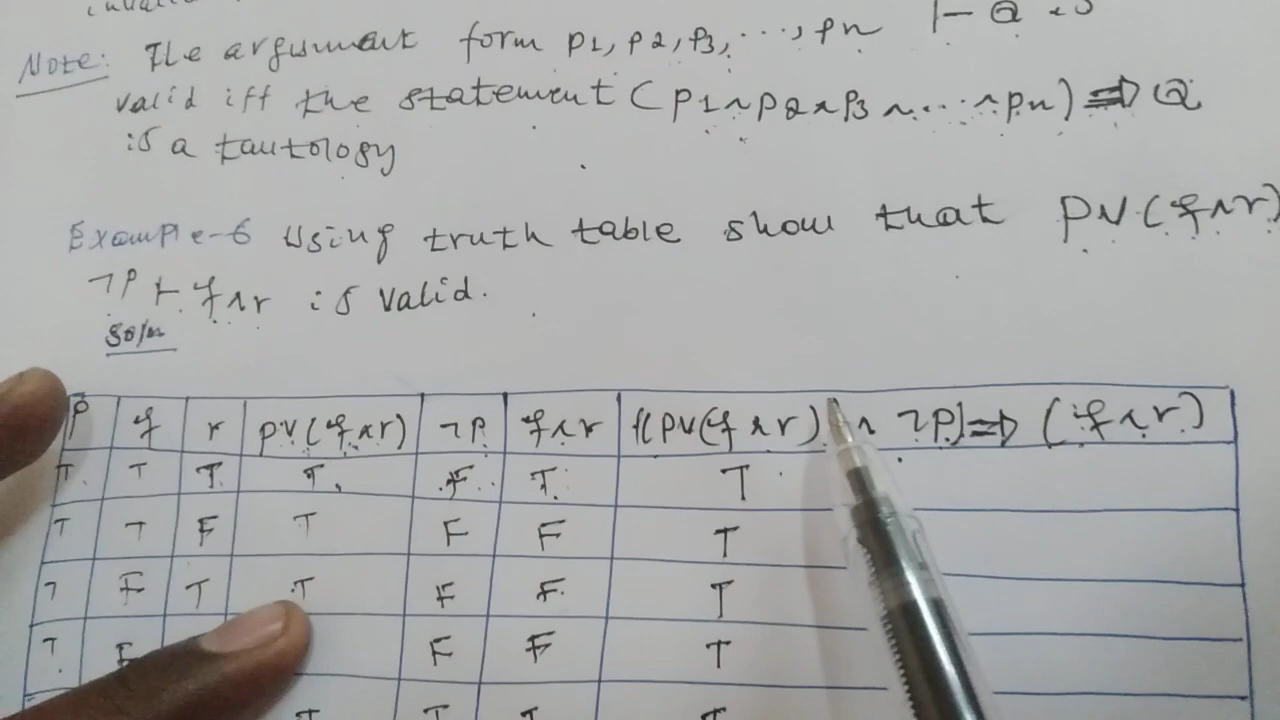 Note: The argument form p1, p2, p3, ..., pn ⊢ Q is
valid iff the statement (p1∧p2∧p3∧...∧pn) ⇒ Q
is a tautology
Example-6 Using truth table show that p∨(q∧r)
¬p ⊢ q∧r is valid.
Soln
p q r p∨(q∧r) ¬p q∧r [(p∨(q∧r) ∧ ¬p] ⇒ (q∧r)
T T T T F T T
T T F T F F T
T F T T F F T
T F F F T
T T T T